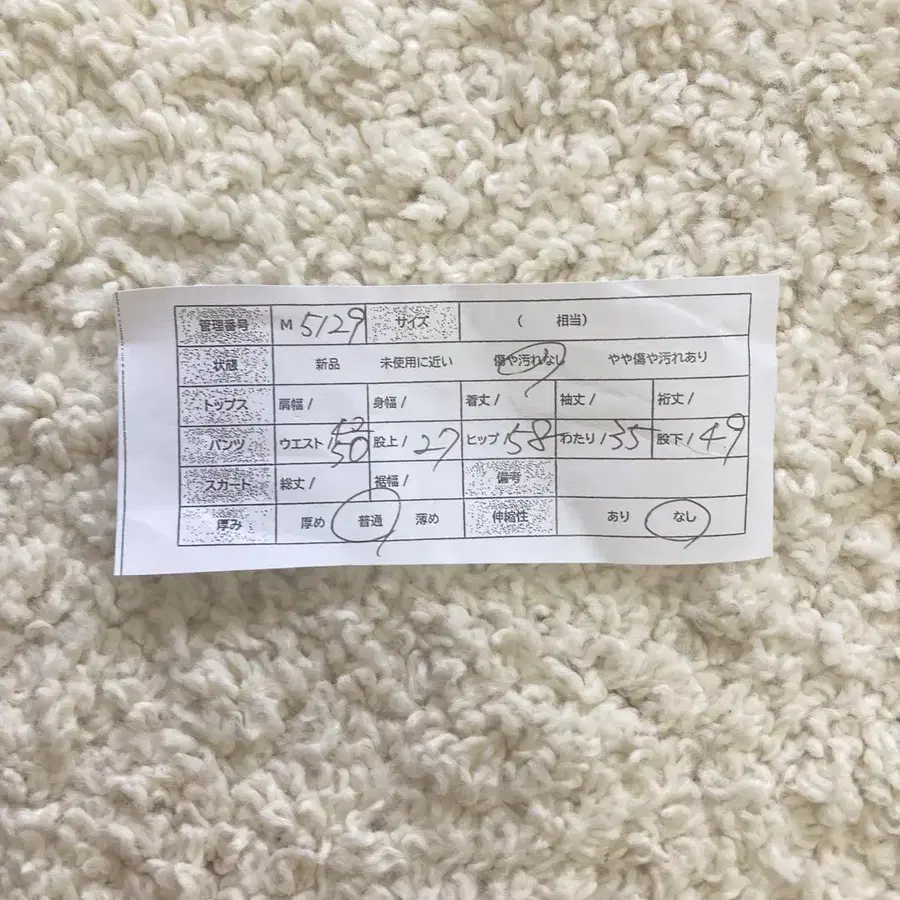 管理番号 M 5129 サイズ ( 相当)
状態 新品 未使用に近い 傷や汚れなし やや傷や汚れあり
トップス 肩幅 / 身幅 / 着丈 / 袖丈 / 裄丈 /
パンツ ウエスト 50 股上 / 27 ヒップ / 58 わたり / 35 股下 / 49
スカート 総丈 / 裾幅 / 備考
厚み 厚め 普通 薄め 伸縮性 あり なし